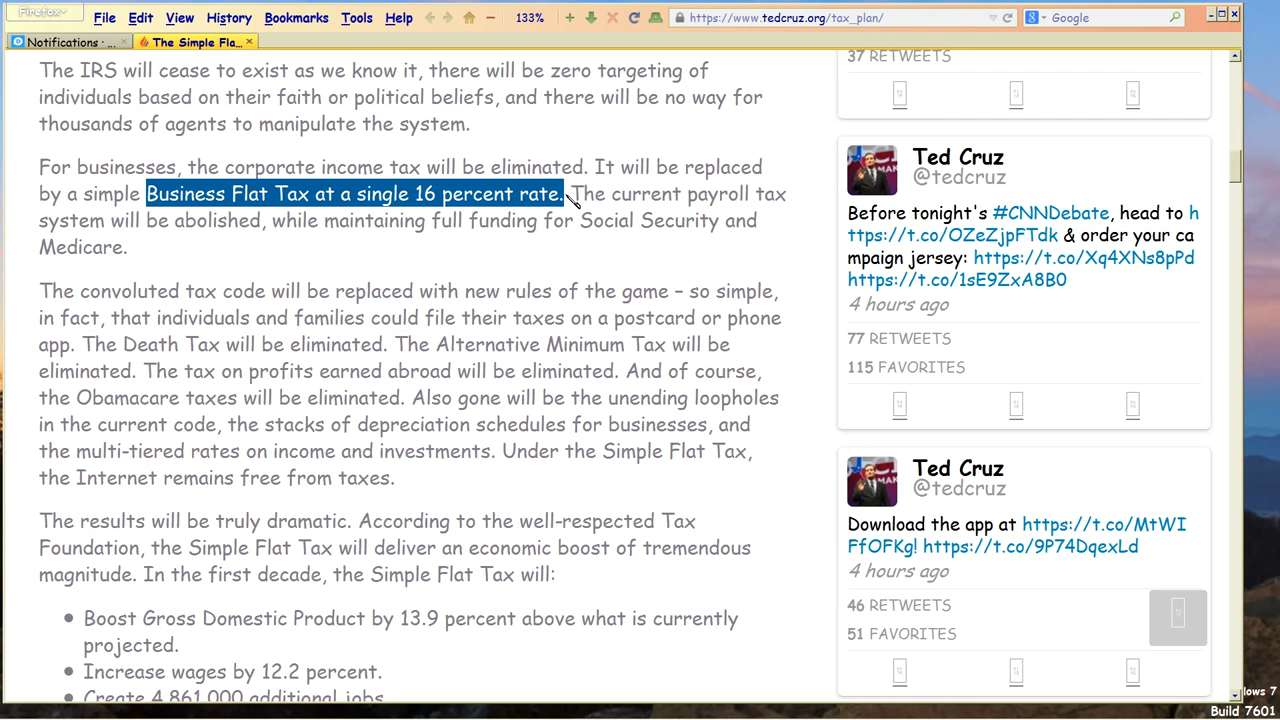 Firefox
File Edit View History Bookmarks Tools Help
133%
https://www.tedcruz.org/tax_plan/
Google
Notifications · ...
The Simple Fla...
The IRS will cease to exist as we know it, there will be zero targeting of
individuals based on their faith or political beliefs, and there will be no way for
thousands of agents to manipulate the system.
For businesses, the corporate income tax will be eliminated. It will be replaced
by a simple Business Flat Tax at a single 16 percent rate. The current payroll tax
system will be abolished, while maintaining full funding for Social Security and
Medicare.
The convoluted tax code will be replaced with new rules of the game – so simple,
in fact, that individuals and families could file their taxes on a postcard or phone
app. The Death Tax will be eliminated. The Alternative Minimum Tax will be
eliminated. The tax on profits earned abroad will be eliminated. And of course,
the Obamacare taxes will be eliminated. Also gone will be the unending loopholes
in the current code, the stacks of depreciation schedules for businesses, and
the multi-tiered rates on income and investments. Under the Simple Flat Tax,
the Internet remains free from taxes.
The results will be truly dramatic. According to the well-respected Tax
Foundation, the Simple Flat Tax will deliver an economic boost of tremendous
magnitude. In the first decade, the Simple Flat Tax will:
• Boost Gross Domestic Product by 13.9 percent above what is currently
projected.
• Increase wages by 12.2 percent.
• Create 4,861,000 additional jobs.
37 RETWEETS
Ted Cruz
@tedcruz
Before tonight's #CNNDebate, head to h
ttps://t.co/OZeZjpFTdk & order your ca
mpaign jersey: https://t.co/Xq4XNs8pPd
https://t.co/1sE9ZxA8B0
4 hours ago
77 RETWEETS
115 FAVORITES
Ted Cruz
@tedcruz
Download the app at https://t.co/MtWI
FfOFKg! https://t.co/9P74DqexLd
4 hours ago
46 RETWEETS
51 FAVORITES
lows 7
Build 7601